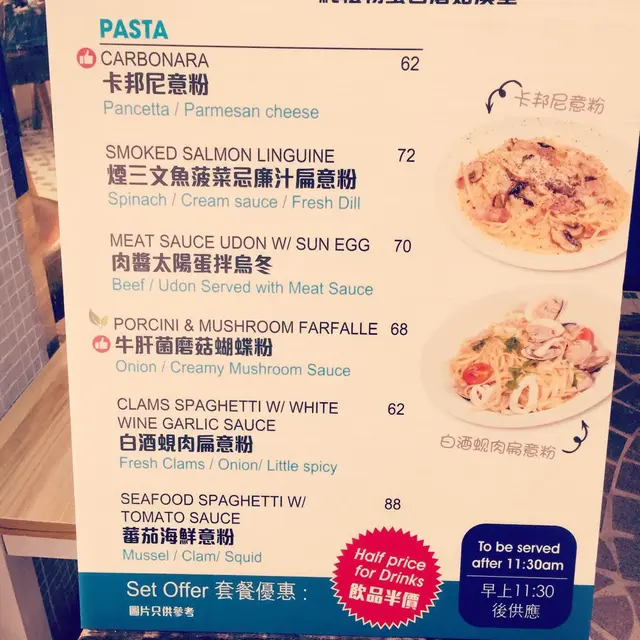 PASTA
CARBONARA 62
卡邦尼意粉
Pancetta / Parmesan cheese
卡邦尼意粉
SMOKED SALMON LINGUINE 72
煙三文魚菠菜忌廉汁扁意粉
Spinach / Cream sauce / Fresh Dill
MEAT SAUCE UDON W/ SUN EGG 70
肉醬太陽蛋拌烏冬
Beef / Udon Served with Meat Sauce
PORCINI & MUSHROOM FARFALLE 68
牛肝菌磨菇蝴蝶粉
Onion / Creamy Mushroom Sauce
CLAMS SPAGHETTI W/ WHITE 62
WINE GARLIC SAUCE
白酒蜆肉扁意粉
Fresh Clams / Onion/ Little spicy
白酒蜆肉扁意粉
SEAFOOD SPAGHETTI W/ 88
TOMATO SAUCE
蕃茄海鮮意粉
Mussel / Clam/ Squid
Half price
for Drinks
飲品半價
To be served
after 11:30am
早上11:30
後供應
Set Offer 套餐優惠 :
圖片只供參考